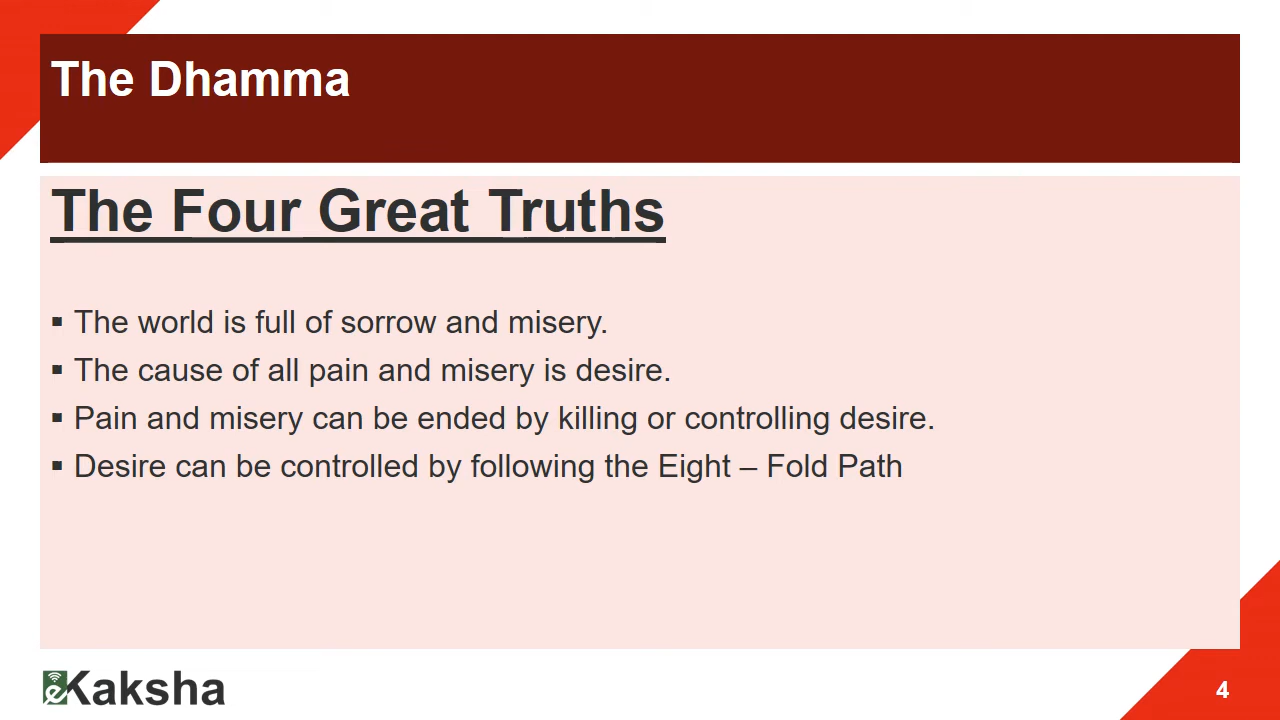 The Dhamma
The Four Great Truths
▪ The world is full of sorrow and misery.
▪ The cause of all pain and misery is desire.
▪ Pain and misery can be ended by killing or controlling desire.
▪ Desire can be controlled by following the Eight – Fold Path
eKaksha
4